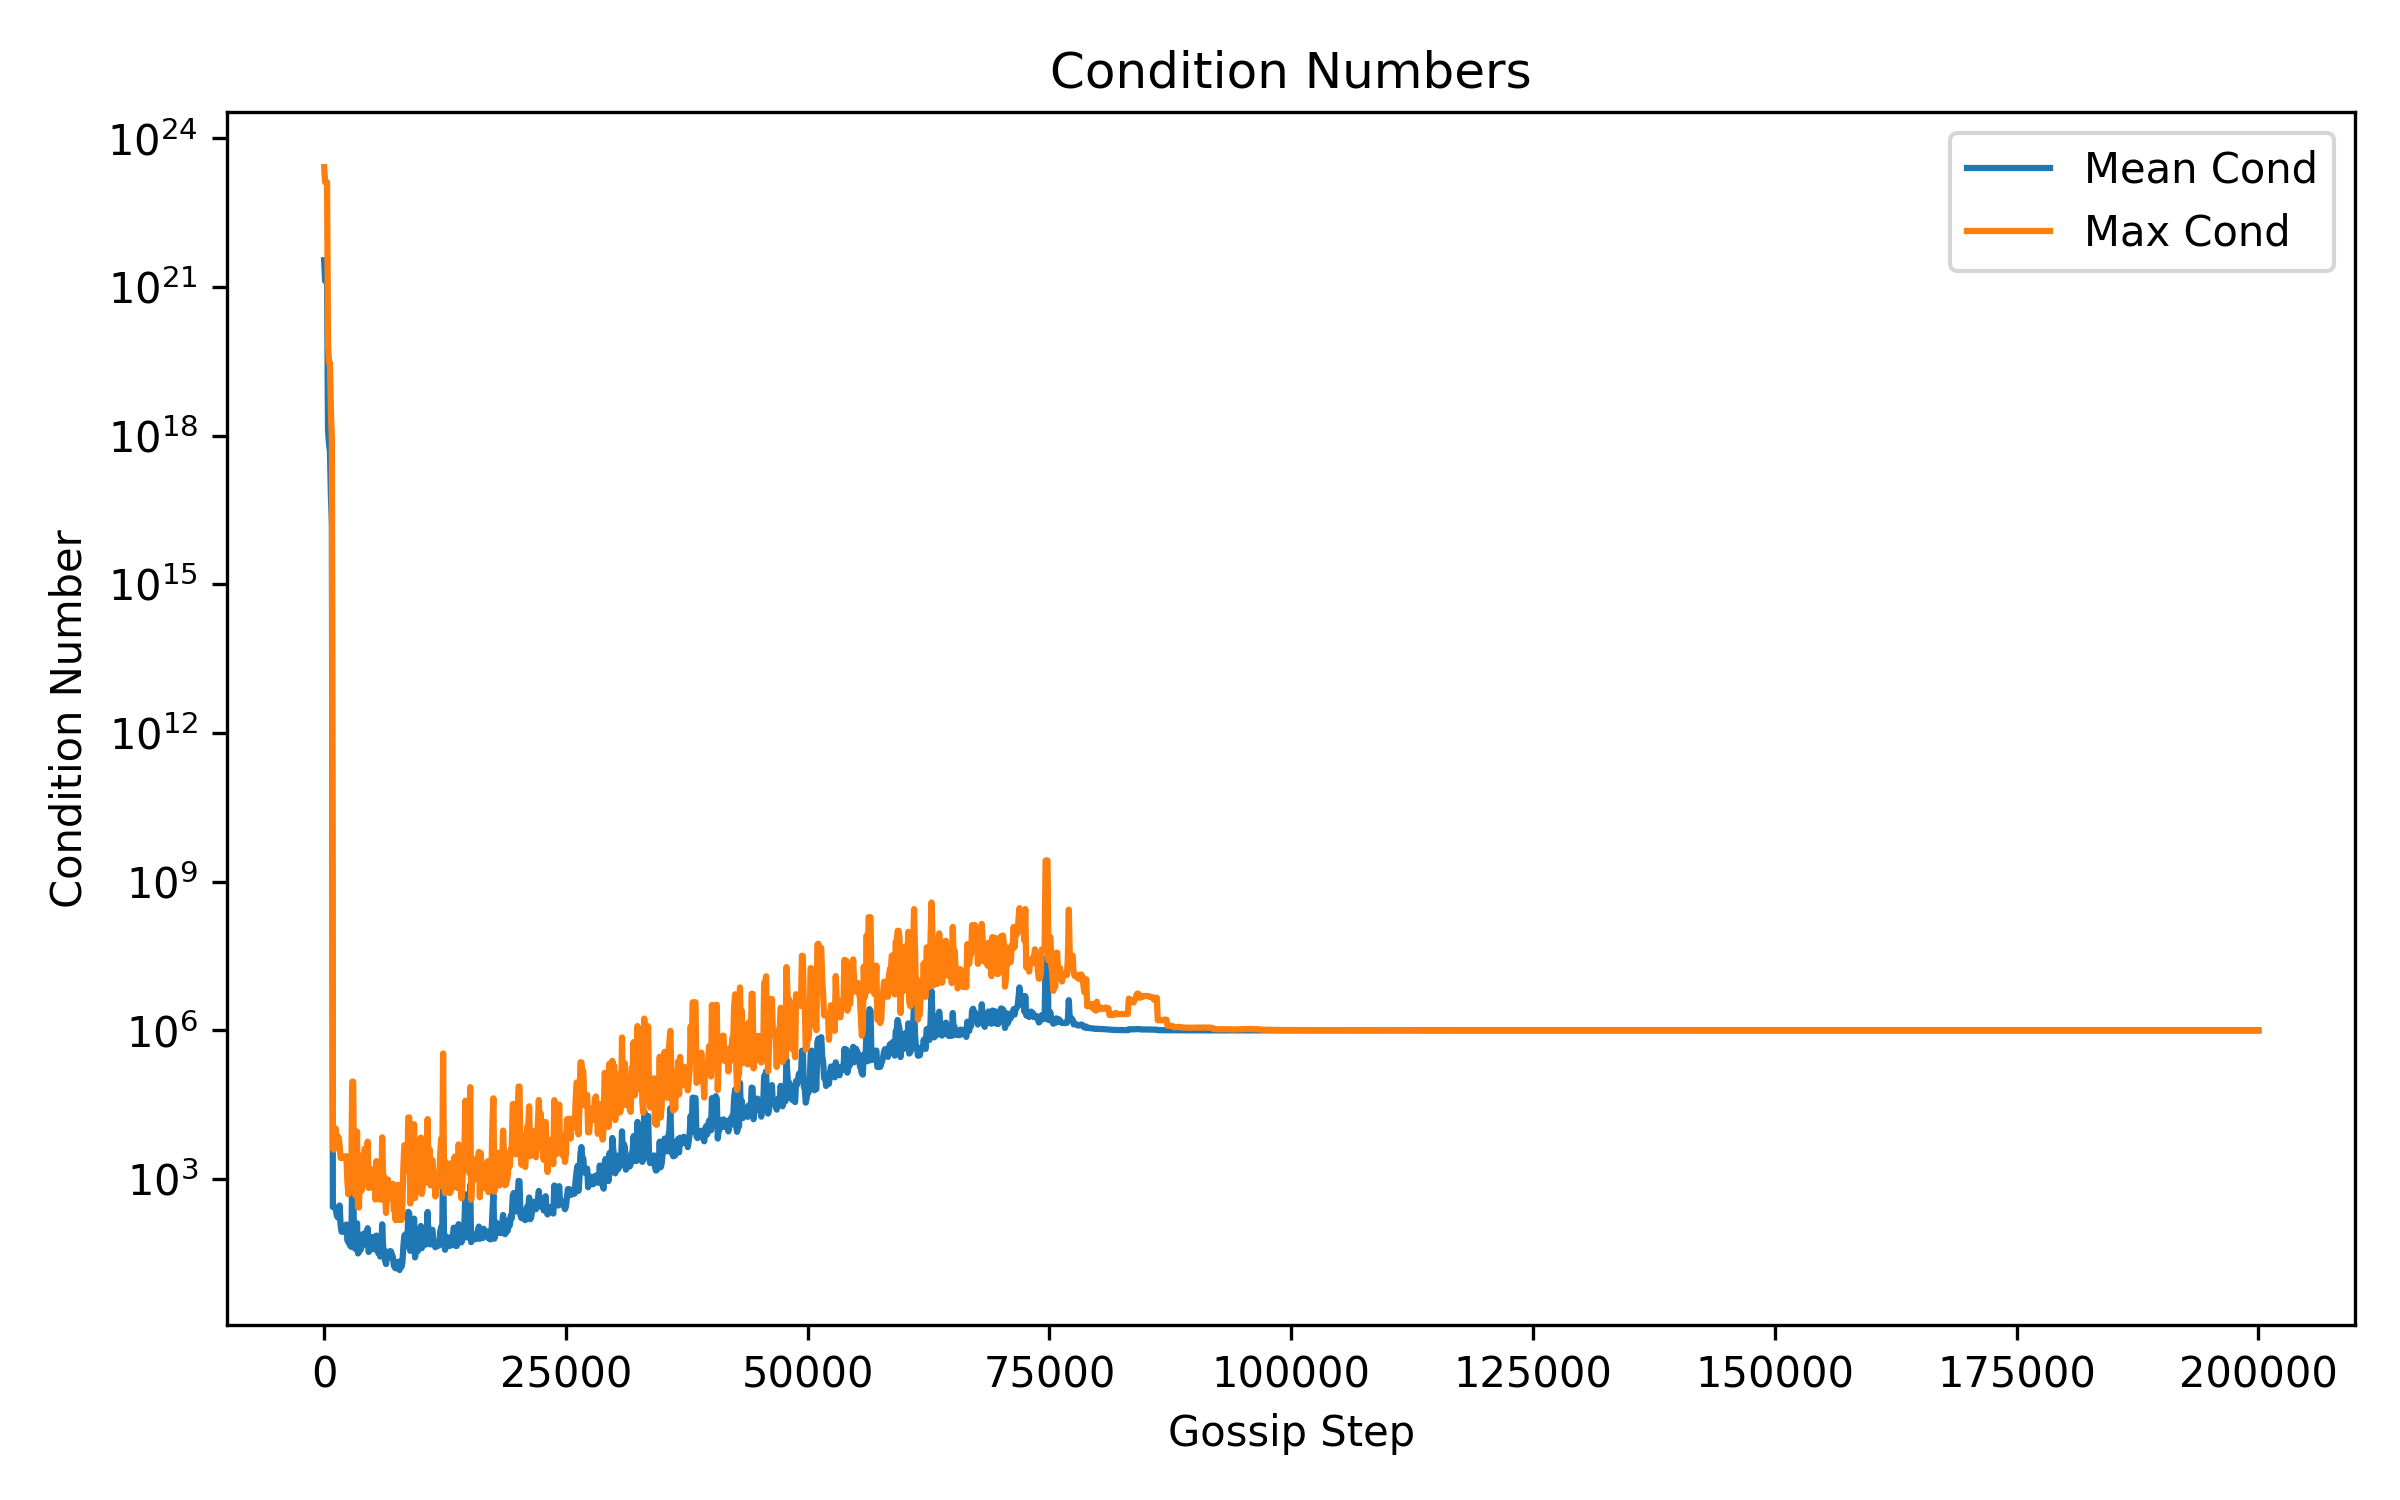 Condition Numbers
Mean Cond
Max Cond
Condition Number
10^24
10^21
10^18
10^15
10^12
10^9
10^6
10^3
0 25000 50000 75000 100000 125000 150000 175000 200000
Gossip Step